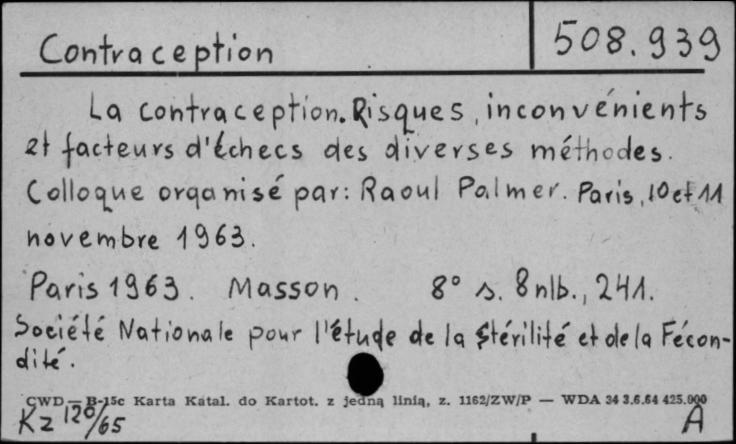 Contraception
508.939
La contraception. Risques, inconvénients
et facteurs d'échecs des diverses méthodes.
Colloque organisé par: Raoul Palmer. Paris, 10 et 11
novembre 1963.
Paris 1963. Masson. 8° s. 8 nlb., 241.
Société Nationale pour l'étude de la Stérilité et de la Fécon-
dité.
CWD — B-15c Karta Katal. do Kartot. z jedną linią, z. 1162/ZW/P — WDA 34 3.6.64 425.000
Kz 120/65
A